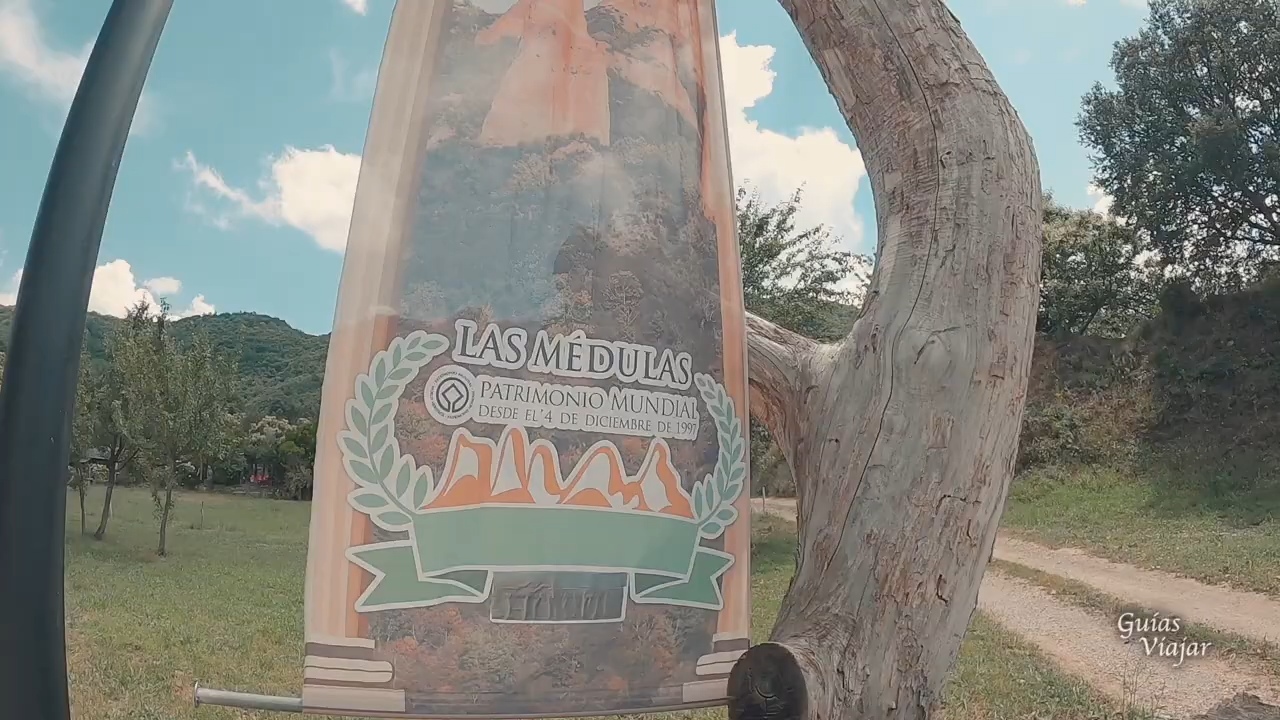 LAS MÉDULAS
PATRIMONIO MUNDIAL
DESDE EL 4 DE DICIEMBRE DE 1997
Guías
Viajar